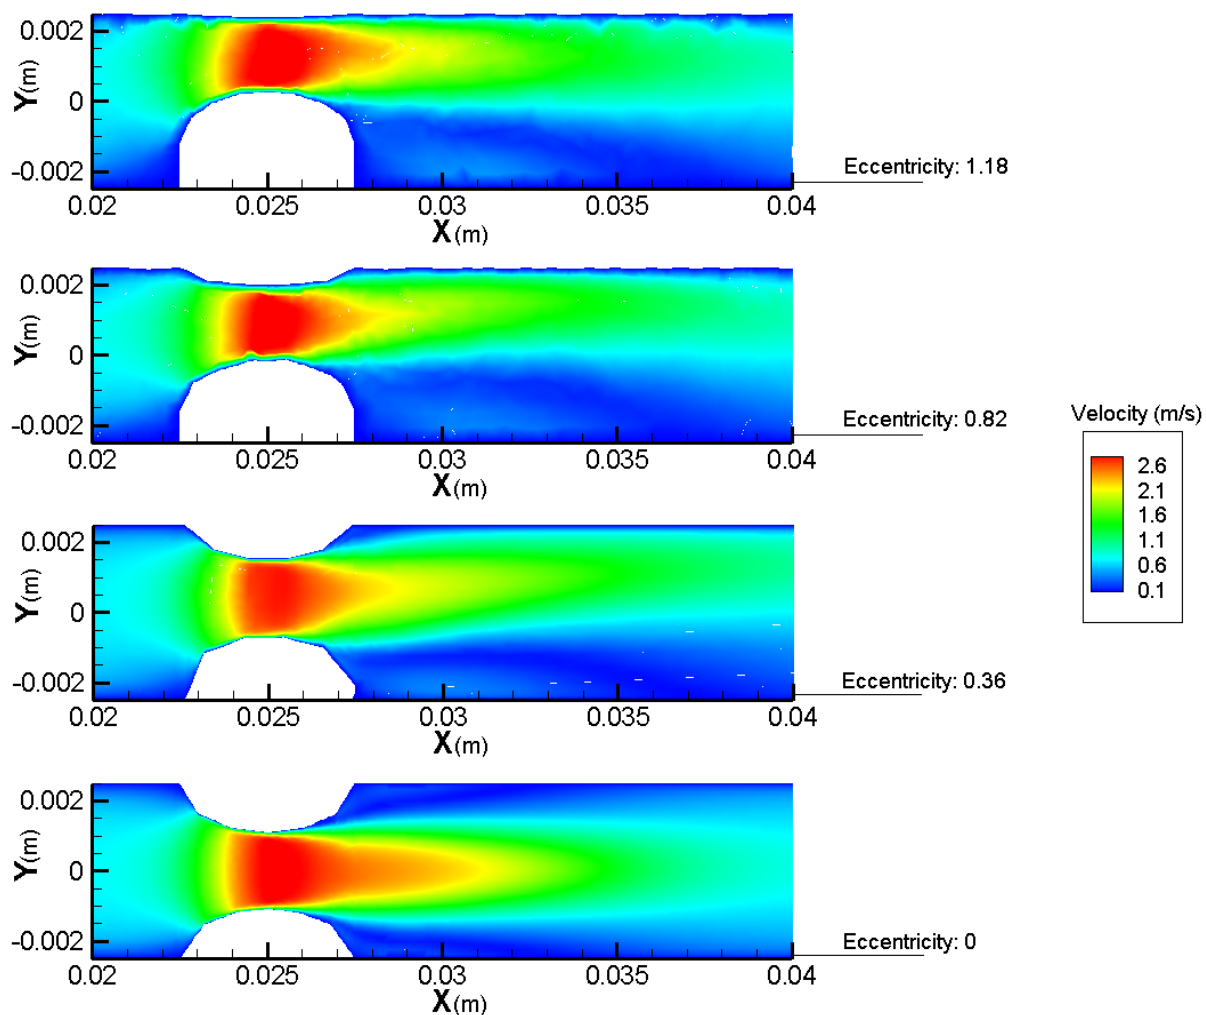 0.002
Y(m)
0
-0.002
Eccentricity: 1.18
0.02 0.025 0.03 0.035 0.04
X(m)
0.002
Y(m)
0
-0.002
Eccentricity: 0.82
0.02 0.025 0.03 0.035 0.04
X(m)
Velocity (m/s)
2.6
2.1
1.6
1.1
0.6
0.1
0.002
Y(m)
0
-0.002
Eccentricity: 0.36
0.02 0.025 0.03 0.035 0.04
X(m)
0.002
Y(m)
0
-0.002
Eccentricity: 0
0.02 0.025 0.03 0.035 0.04
X(m)